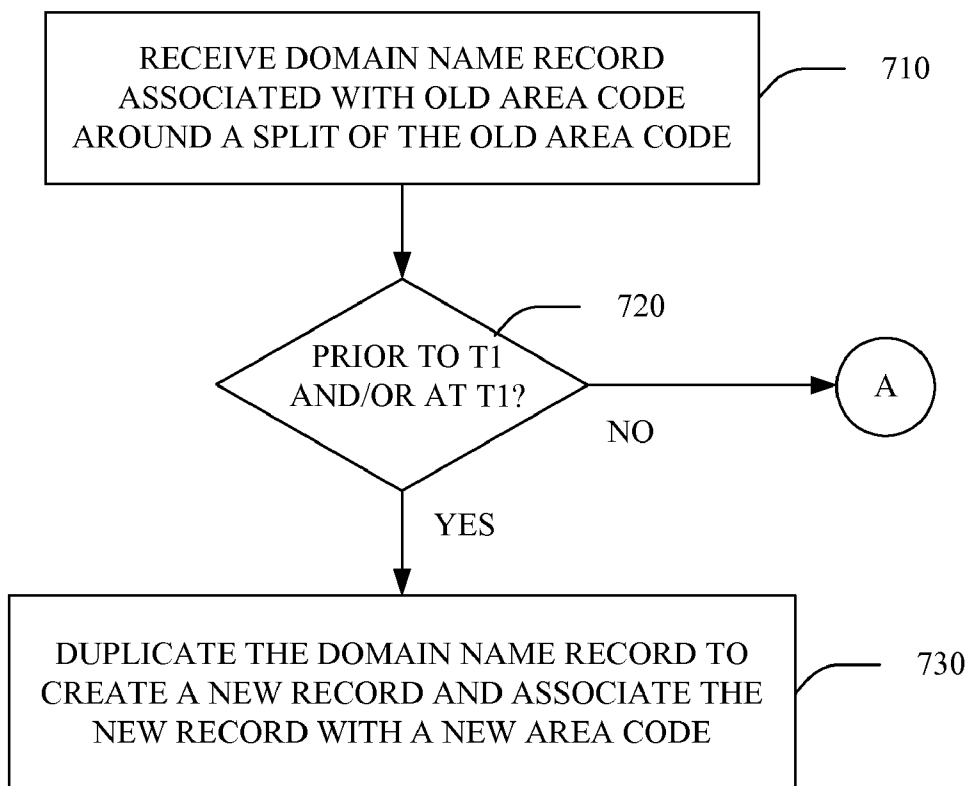 RECEIVE DOMAIN NAME RECORD
ASSOCIATED WITH OLD AREA CODE
AROUND A SPLIT OF THE OLD AREA CODE
710
720
PRIOR TO T1
AND/OR AT T1?
A
NO
YES
DUPLICATE THE DOMAIN NAME RECORD TO
CREATE A NEW RECORD AND ASSOCIATE THE
NEW RECORD WITH A NEW AREA CODE
730